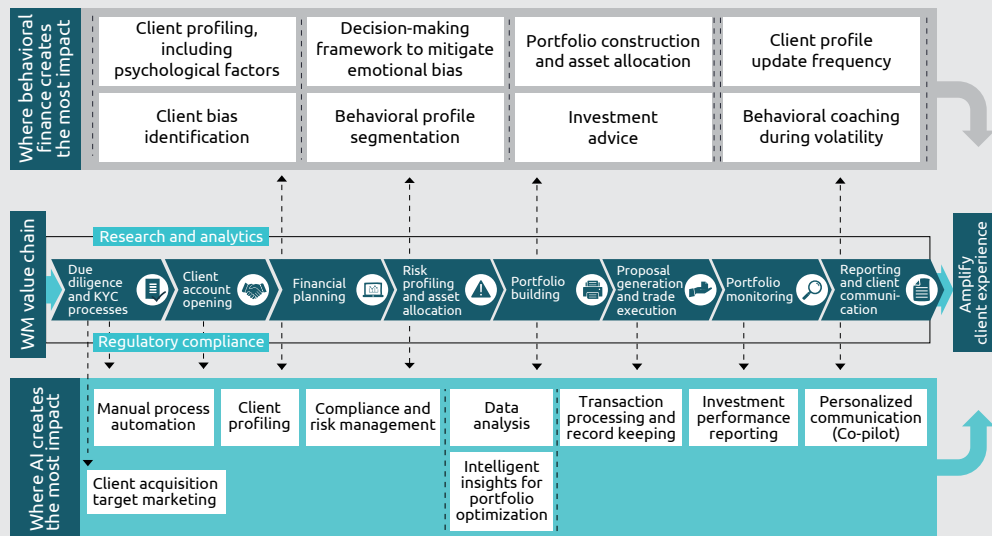 Where behavioral
finance creates
the most impact
Client profiling,
including
psychological factors
Decision-making
framework to mitigate
emotional bias
Portfolio construction
and asset allocation
Client profile
update frequency
Client bias
identification
Behavioral profile
segmentation
Investment
advice
Behavioral coaching
during volatility
WM value chain
Research and analytics
Due
diligence and KYC
processes
Client
account
opening
Financial
planning
Risk
profiling and asset
allocation
Portfolio
building
Proposal
generation and trade
execution
Portfolio
monitoring
Reporting and client
communi-
cation
Regulatory compliance
Amplify
client experience
Where AI creates
the most impact
Manual process
automation
Client
profiling
Compliance and
risk management
Data
analysis
Transaction
processing and
record keeping
Investment
performance
reporting
Personalized
communication
(Co-pilot)
Client acquisition
target marketing
Intelligent
insights for
portfolio
optimization